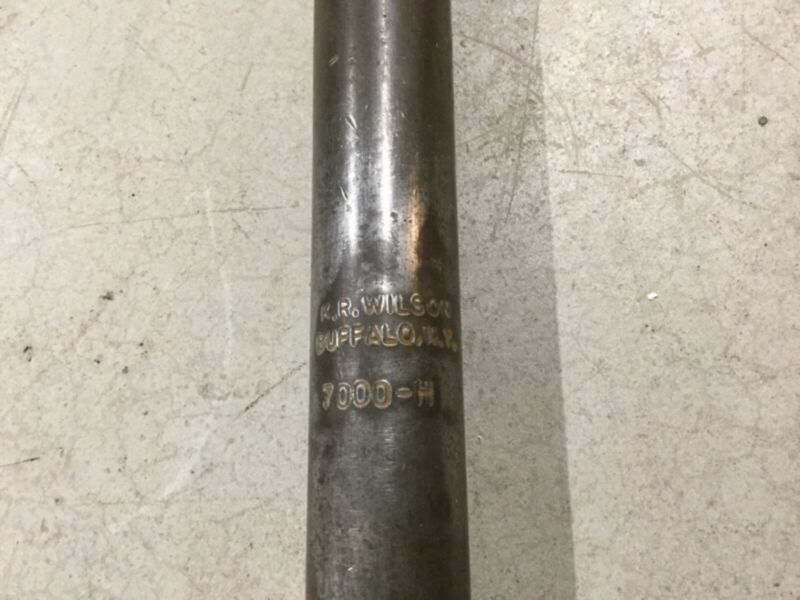 K.R. WILSON
BUFFALO, N.Y.
7000-H